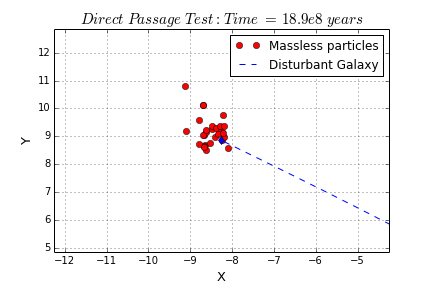 Direct Passage Test : Time = 18.9e8 years
Massless particles
Disturbant Galaxy
Y
12
11
10
9
8
7
6
5
−12 −11 −10 −9 −8 −7 −6 −5
X